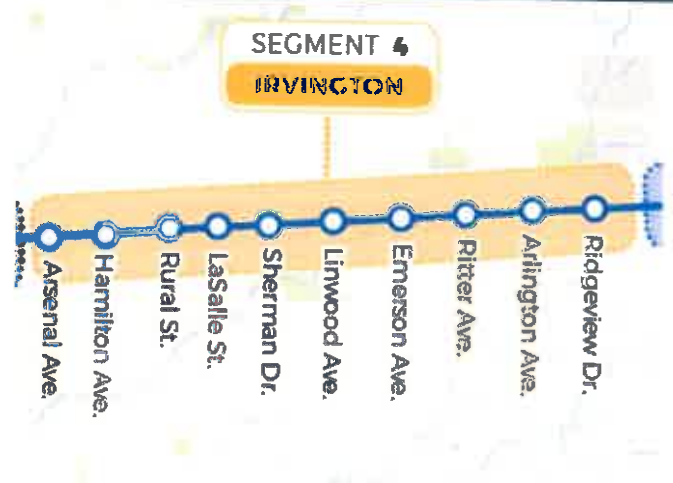 SEGMENT 4
IRVINGTON
Arsenal Ave.
Hamilton Ave.
Rural St.
LaSalle St.
Sherman Dr.
Linwood Ave.
Emerson Ave.
Ritter Ave.
Arlington Ave.
Ridgeview Dr.